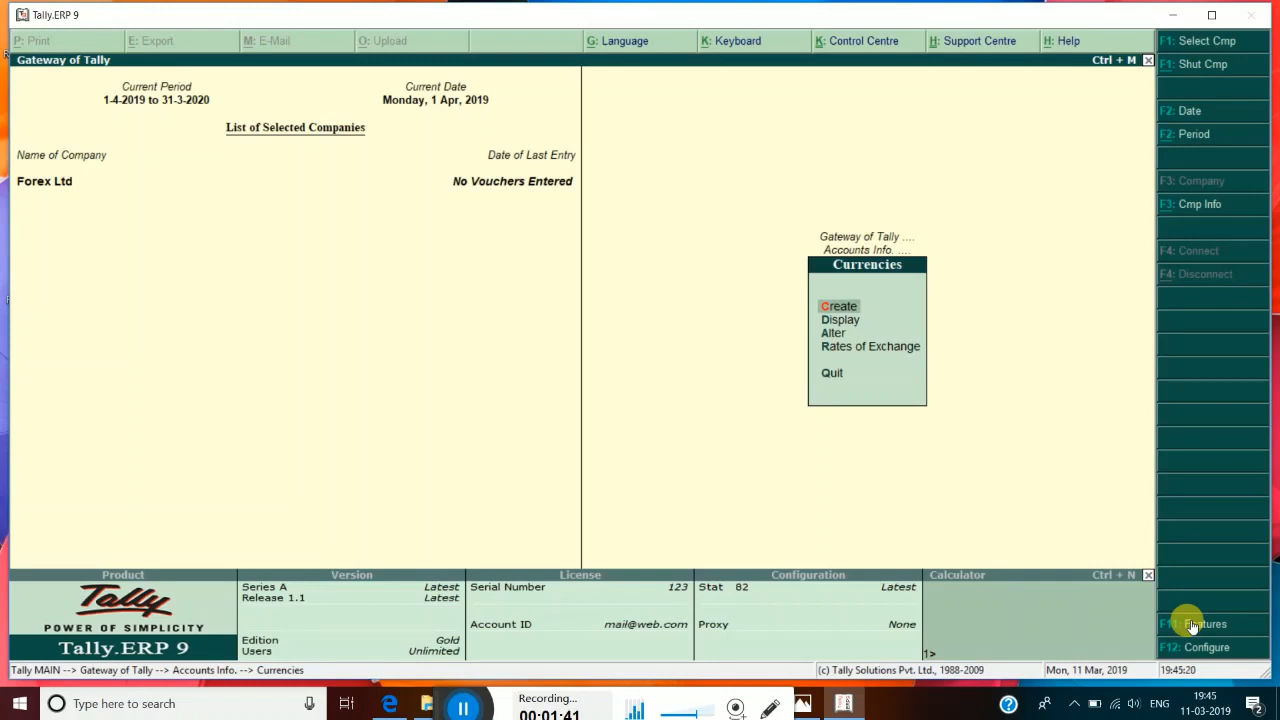 Tally.ERP 9
P: Print
E: Export
M: E-Mail
O: Upload
G: Language
K: Keyboard
K: Control Centre
H: Support Centre
H: Help
F1: Select Cmp
F1: Shut Cmp
F2: Date
F2: Period
F3: Company
F3: Cmp Info
F4: Connect
F4: Disconnect
F11: Features
F12: Configure
Gateway of Tally
Ctrl + M
Current Period
1-4-2019 to 31-3-2020
Current Date
Monday, 1 Apr, 2019
List of Selected Companies
Name of Company
Date of Last Entry
Forex Ltd
No Vouchers Entered
Gateway of Tally ....
Accounts Info. ....
Currencies
Create
Display
Alter
Rates of Exchange
Quit
Product
Tally
POWER OF SIMPLICITY
Tally.ERP 9
Version
Series A Latest
Release 1.1 Latest
Edition Gold
Users Unlimited
License
Serial Number 123
Account ID mail@web.com
Configuration
Stat 82 Latest
Proxy None
Calculator
Ctrl + N
1>
Tally MAIN --> Gateway of Tally --> Accounts Info. --> Currencies
(c) Tally Solutions Pvt. Ltd., 1988-2009
Mon, 11 Mar, 2019
19:45:20
Type here to search
Recording...
00:01:41
ENG
19:45
11-03-2019
2